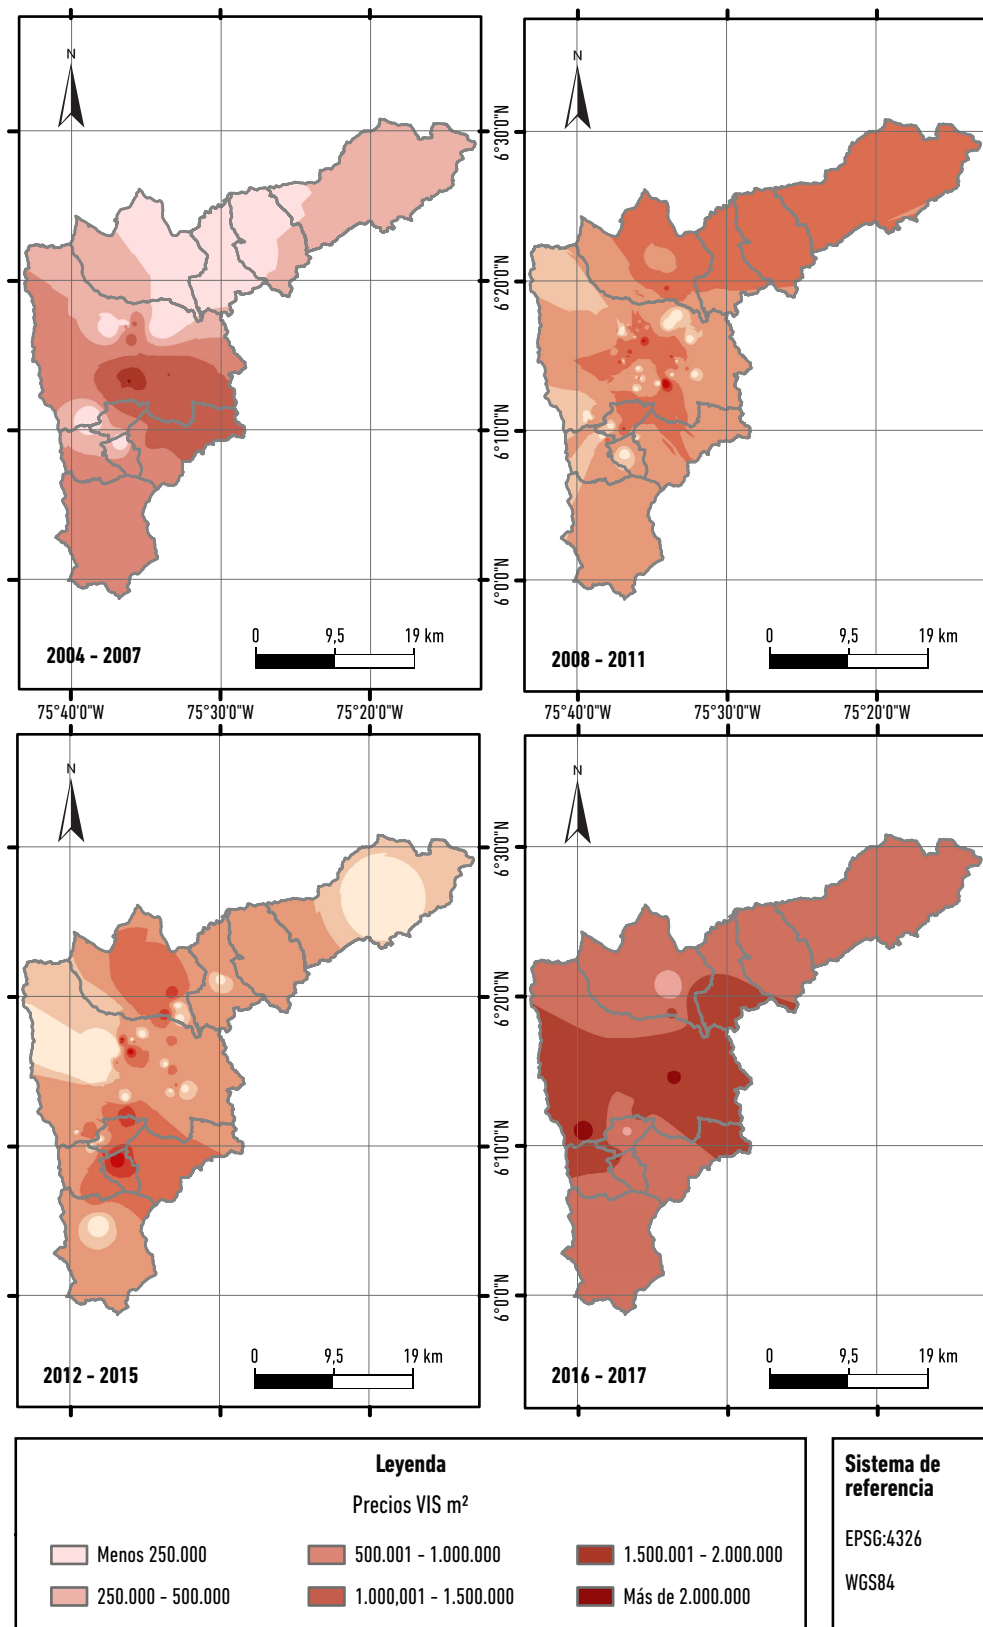 N
N
6°30'0"N
6°20'0"N
6°10'0"N
6°0'0"N
0 9,5 19 km
2004 - 2007
0 9,5 19 km
2008 - 2011
75°40'0"W 75°30'0"W 75°20'0"W
75°40'0"W 75°30'0"W 75°20'0"W
N
N
6°30'0"N
6°20'0"N
6°10'0"N
6°0'0"N
0 9,5 19 km
2012 - 2015
0 9,5 19 km
2016 - 2017
Leyenda
Precios VIS m²
Menos 250.000
250.000 - 500.000
500.001 - 1.000.000
1.000,001 - 1.500.000
1.500.001 - 2.000.000
Más de 2.000.000
Sistema de
referencia
EPSG:4326
WGS84